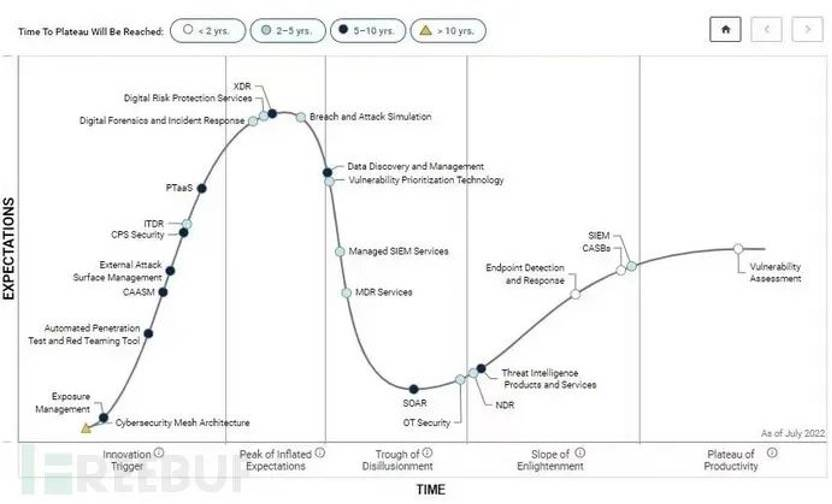 Time To Plateau Will Be Reached:
< 2 yrs.
2–5 yrs.
5–10 yrs.
> 10 yrs.
XDR
Digital Risk Protection Services
Digital Forensics and Incident Response
Breach and Attack Simulation
Data Discovery and Management
Vulnerability Prioritization Technology
PTaaS
ITDR
CPS Security
External Attack
Surface Management
CAASM
Automated Penetration
Test and Red Teaming Tool
Exposure
Management
Cybersecurity Mesh Architecture
Managed SIEM Services
MDR Services
SOAR
OT Security
NDR
Threat Intelligence
Products and Services
Endpoint Detection
and Response
SIEM
CASBs
Vulnerability
Assessment
As of July 2022
EXPECTATIONS
Innovation
Trigger
Peak of Inflated
Expectations
Trough of
Disillusionment
Slope of
Enlightenment
Plateau of
Productivity
TIME
FREEBUF